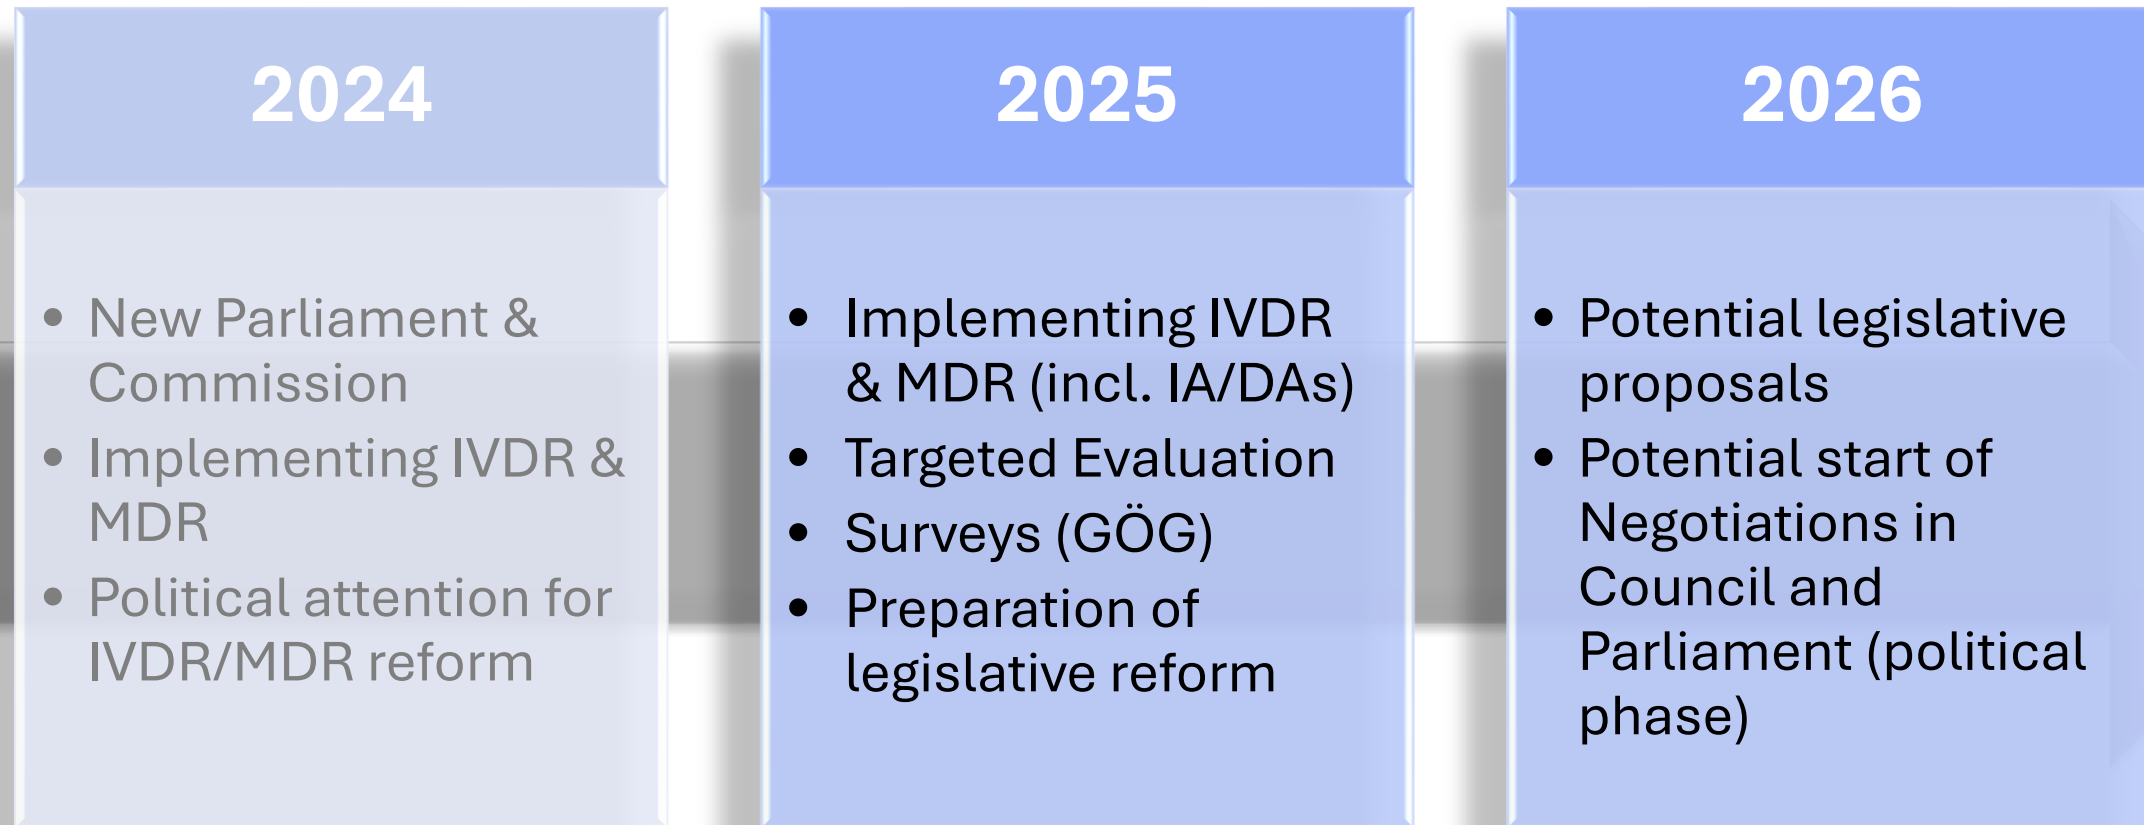 2024
• New Parliament &
Commission
• Implementing IVDR &
MDR
• Political attention for
IVDR/MDR reform
2025
• Implementing IVDR
& MDR (incl. IA/DAs)
• Targeted Evaluation
• Surveys (GÖG)
• Preparation of
legislative reform
2026
• Potential legislative
proposals
• Potential start of
Negotiations in
Council and
Parliament (political
phase)